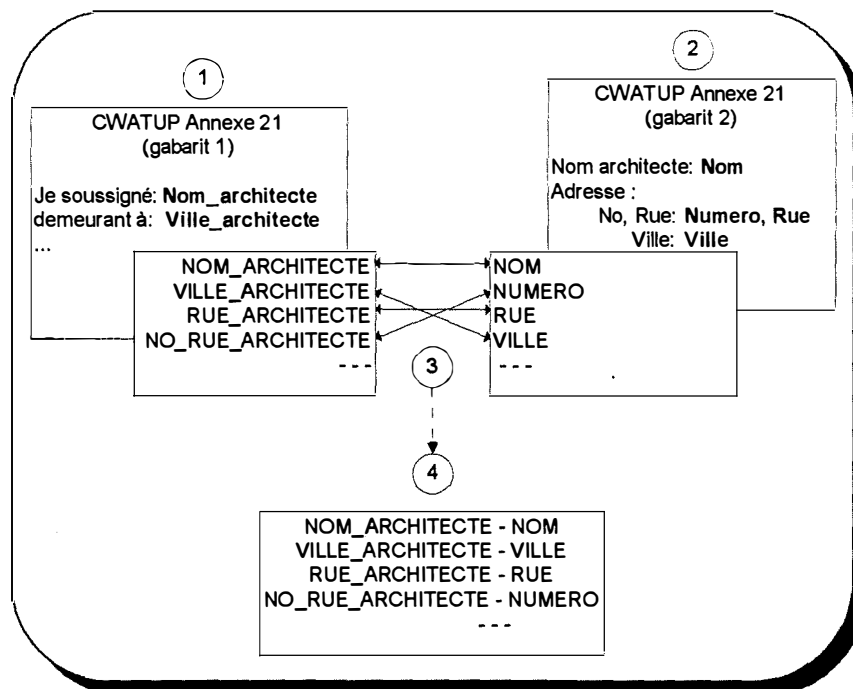 1
CWATUP Annexe 21
(gabarit 1)
Je soussigné: Nom_architecte
demeurant à: Ville_architecte
...
NOM_ARCHITECTE
VILLE_ARCHITECTE
RUE_ARCHITECTE
NO_RUE_ARCHITECTE
---
2
CWATUP Annexe 21
(gabarit 2)
Nom architecte: Nom
Adresse :
No, Rue: Numero, Rue
Ville: Ville
NOM
NUMERO
RUE
VILLE
---
3
4
NOM_ARCHITECTE - NOM
VILLE_ARCHITECTE - VILLE
RUE_ARCHITECTE - RUE
NO_RUE_ARCHITECTE - NUMERO
---